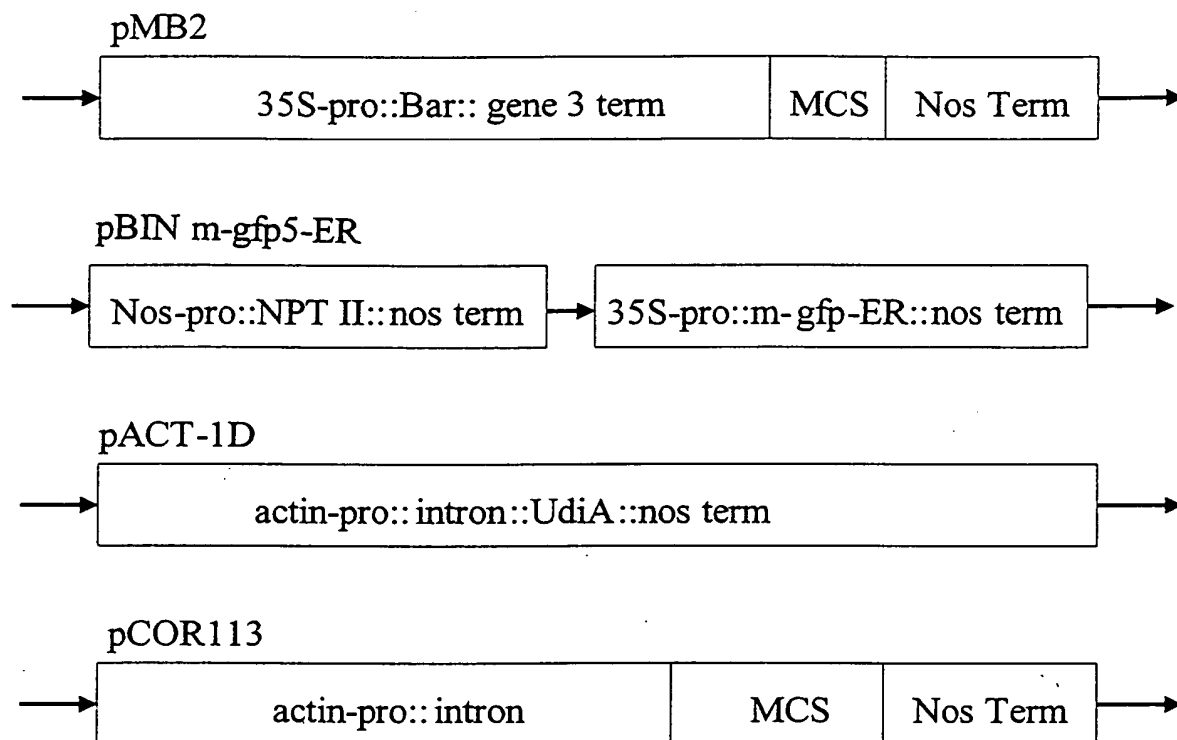 pMB2
35S-pro::Bar:: gene 3 term MCS Nos Term
pBIN m-gfp5-ER
Nos-pro::NPT II::nos term 35S-pro::m-gfp-ER::nos term
pACT-1D
actin-pro::intron::UdiA::nos term
pCOR113
actin-pro::intron MCS Nos Term